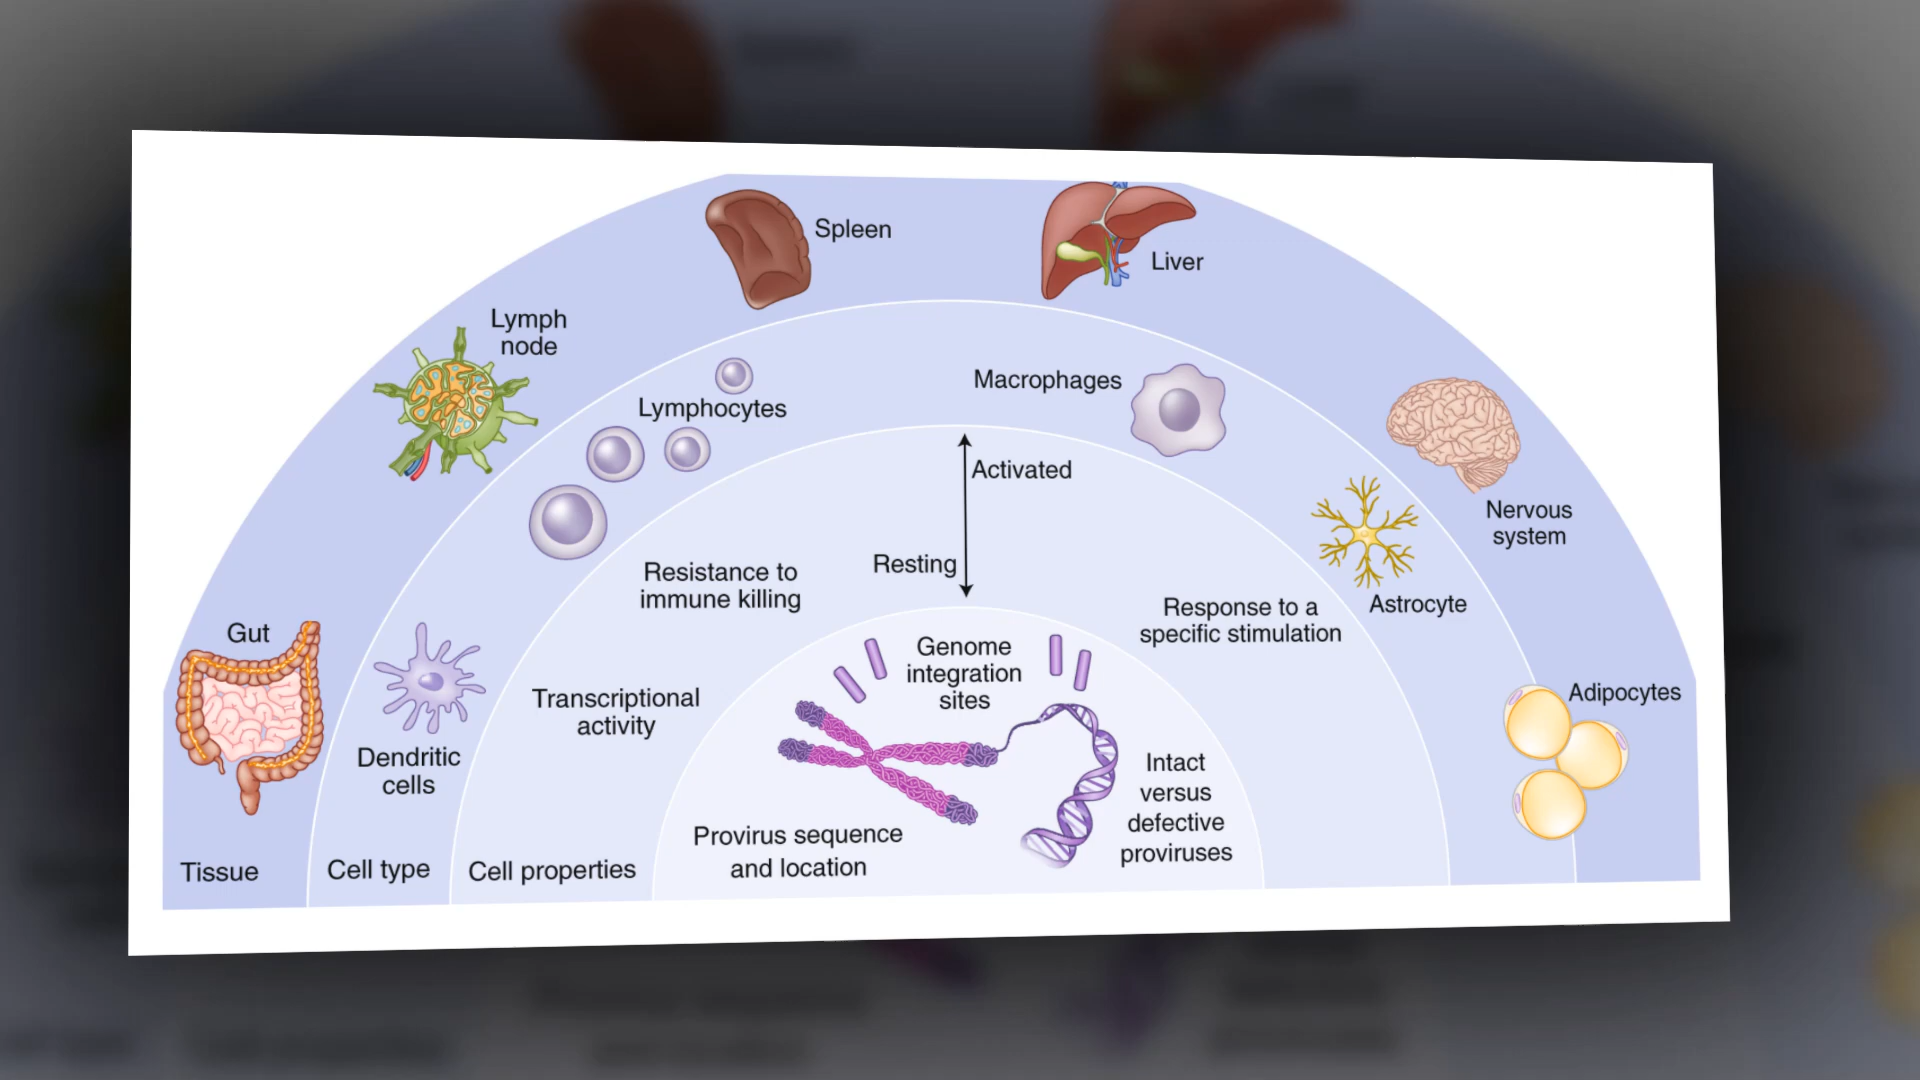 Spleen
Liver
Lymph
node
Macrophages
Lymphocytes
Activated
Nervous
system
Resting
Resistance to
immune killing
Astrocyte
Response to a
specific stimulation
Gut
Genome
integration
sites
Transcriptional
activity
Adipocytes
Dendritic
cells
Intact
versus
defective
proviruses
Provirus sequence
and location
Tissue
Cell type
Cell properties